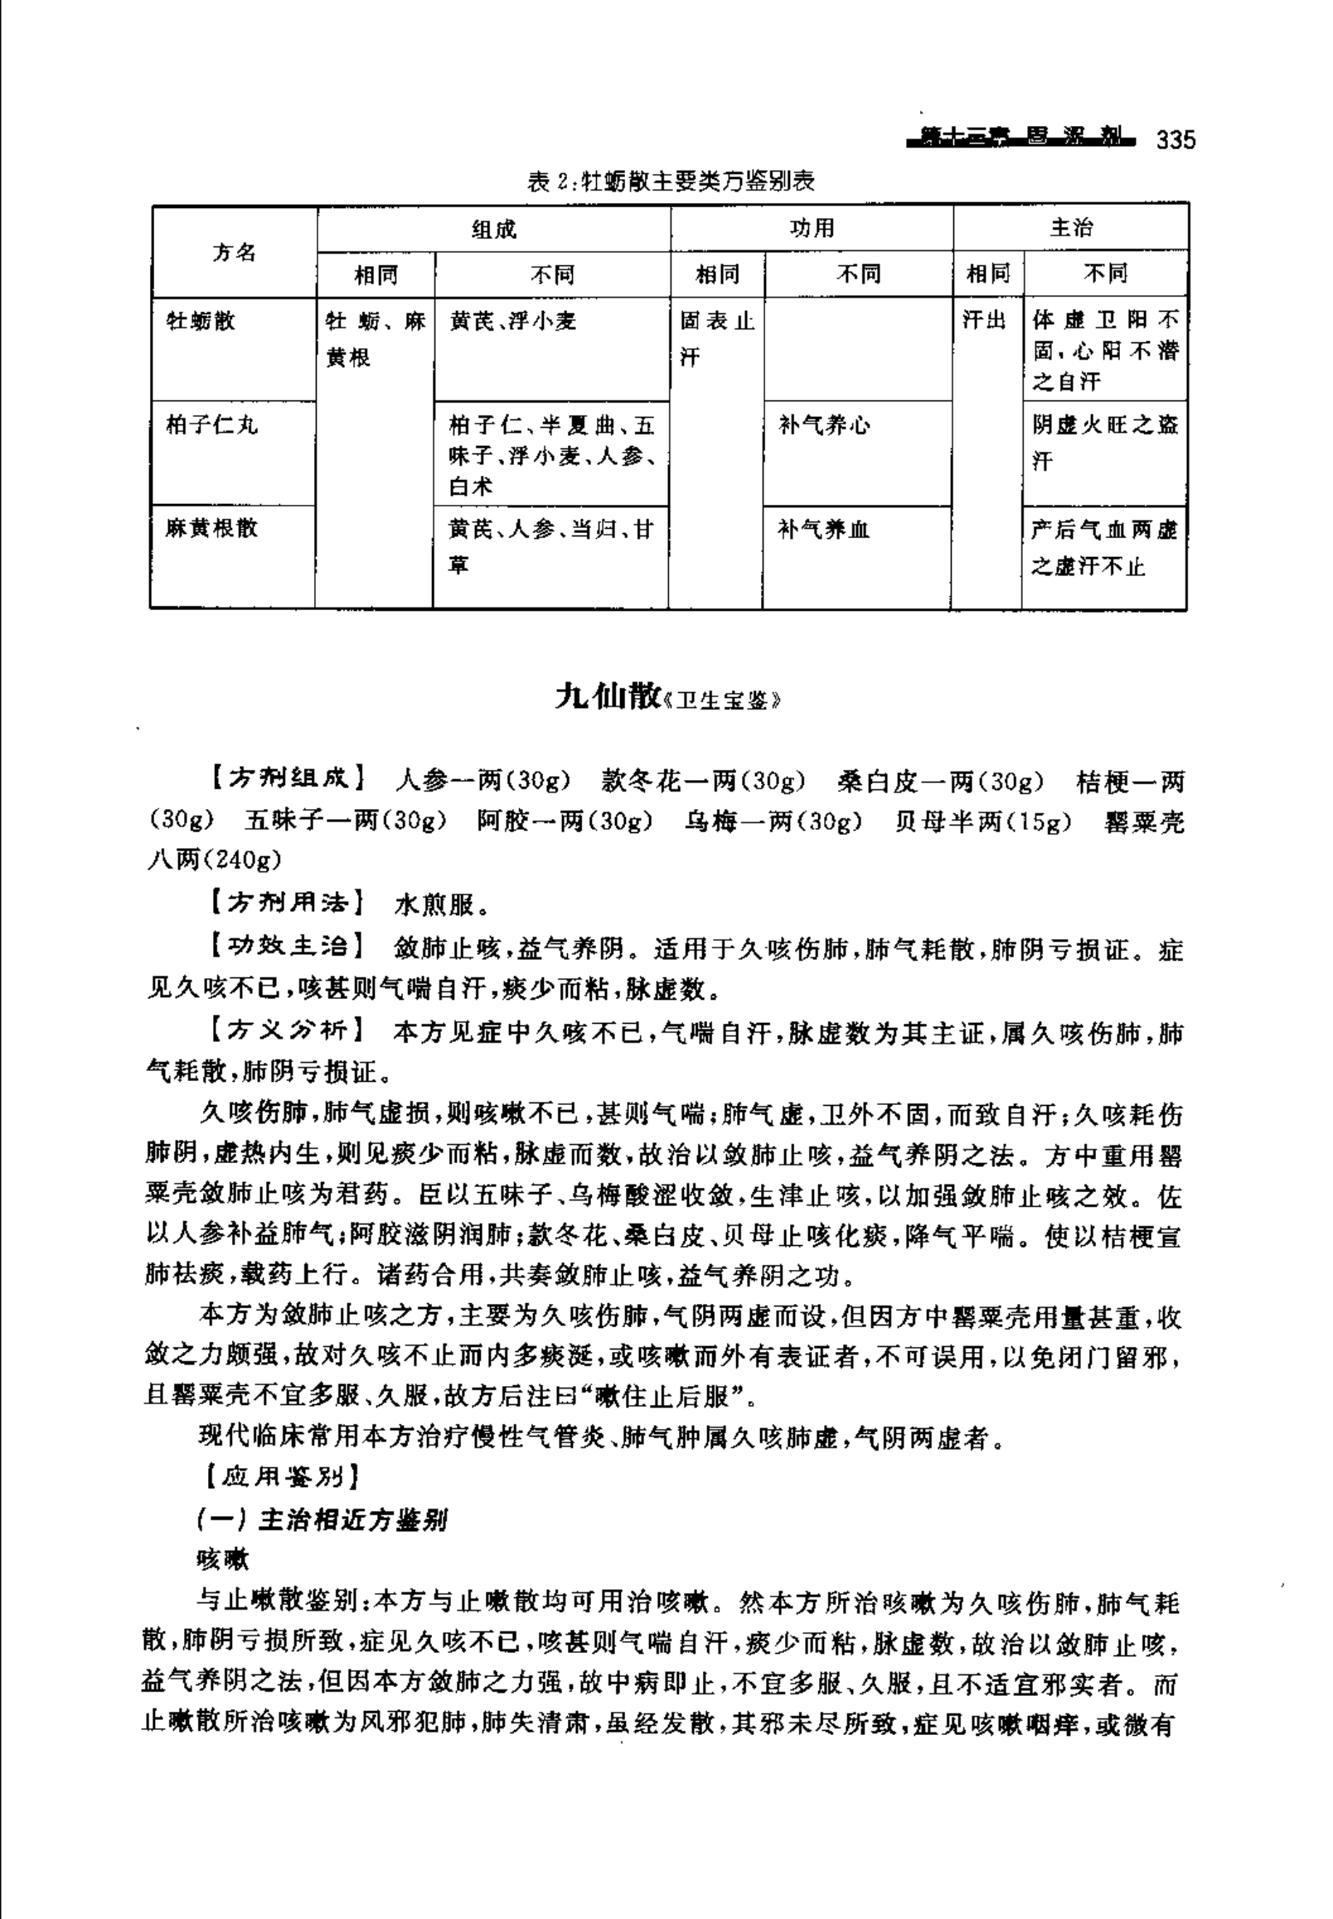 第十三章 固涩剂 335
表 2:牡蛎散主要类方鉴别表
方名 组成 功用 主治
相同 不同 相同 不同 相同 不同
牡蛎散 牡蛎、麻黄根 黄芪、浮小麦 固表止汗 汗出 体虚卫阳不固,心阳不潜之自汗
柏子仁丸 柏子仁、半夏曲、五味子、浮小麦、人参、白术 补气养心 阴虚火旺之盗汗
麻黄根散 黄芪、人参、当归、甘草 补气养血 产后气血两虚之虚汗不止
九仙散《卫生宝鉴》
【方剂组成】 人参一两(30g) 款冬花一两(30g) 桑白皮一两(30g) 桔梗一两
(30g) 五味子一两(30g) 阿胶一两(30g) 乌梅一两(30g) 贝母半两(15g) 罂粟壳
八两(240g)
【方剂用法】 水煎服。
【功效主治】 敛肺止咳,益气养阴。适用于久咳伤肺,肺气耗散,肺阴亏损证。症
见久咳不已,咳甚则气喘自汗,痰少而粘,脉虚数。
【方义分析】 本方见症中久咳不已,气喘自汗,脉虚数为其主证,属久咳伤肺,肺
气耗散,肺阴亏损证。
久咳伤肺,肺气虚损,则咳嗽不已,甚则气喘;肺气虚,卫外不固,而致自汗;久咳耗伤
肺阴,虚热内生,则见痰少而粘,脉虚而数,故治以敛肺止咳,益气养阴之法。方中重用罂
粟壳敛肺止咳为君药。臣以五味子、乌梅酸涩收敛,生津止咳,以加强敛肺止咳之效。佐
以人参补益肺气;阿胶滋阴润肺;款冬花、桑白皮、贝母止咳化痰,降气平喘。使以桔梗宣
肺祛痰,载药上行。诸药合用,共奏敛肺止咳,益气养阴之功。
本方为敛肺止咳之方,主要为久咳伤肺,气阴两虚而设,但因方中罂粟壳用量甚重,收
敛之力颇强,故对久咳不止而内多痰涎,或咳嗽而外有表证者,不可误用,以免闭门留邪,
且罂粟壳不宜多服、久服,故方后注曰“嗽住止后服”。
现代临床常用本方治疗慢性气管炎、肺气肿属久咳肺虚,气阴两虚者。
【应用鉴别】
(一)主治相近方鉴别
咳嗽
与止嗽散鉴别:本方与止嗽散均可用治咳嗽。然本方所治咳嗽为久咳伤肺,肺气耗
散,肺阴亏损所致,症见久咳不已,咳甚则气喘自汗,痰少而粘,脉虚数,故治以敛肺止咳,
益气养阴之法,但因本方敛肺之力强,故中病即止,不宜多服、久服,且不适宜邪实者。而
止嗽散所治咳嗽为风邪犯肺,肺失清肃,虽经发散,其邪未尽所致,症见咳嗽咽痒,或微有